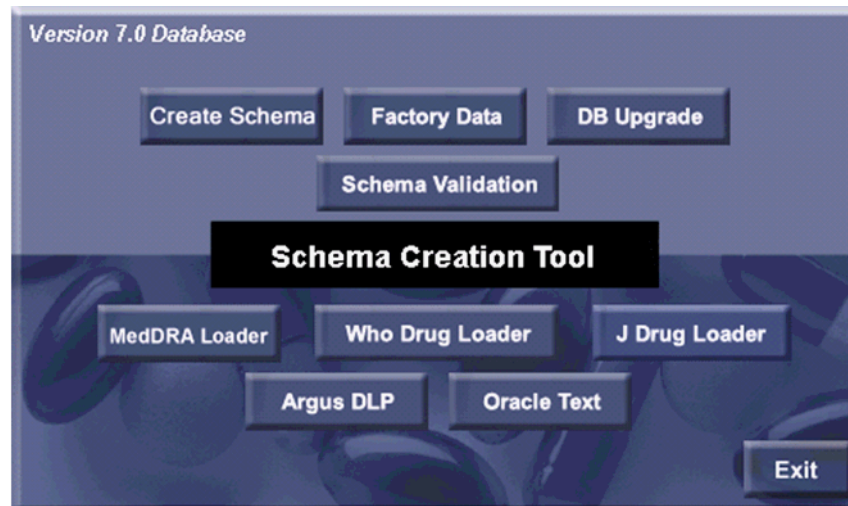 Version 7.0 Database
Create Schema Factory Data DB Upgrade
Schema Validation
Schema Creation Tool
MedDRA Loader Who Drug Loader J Drug Loader
Argus DLP Oracle Text
Exit